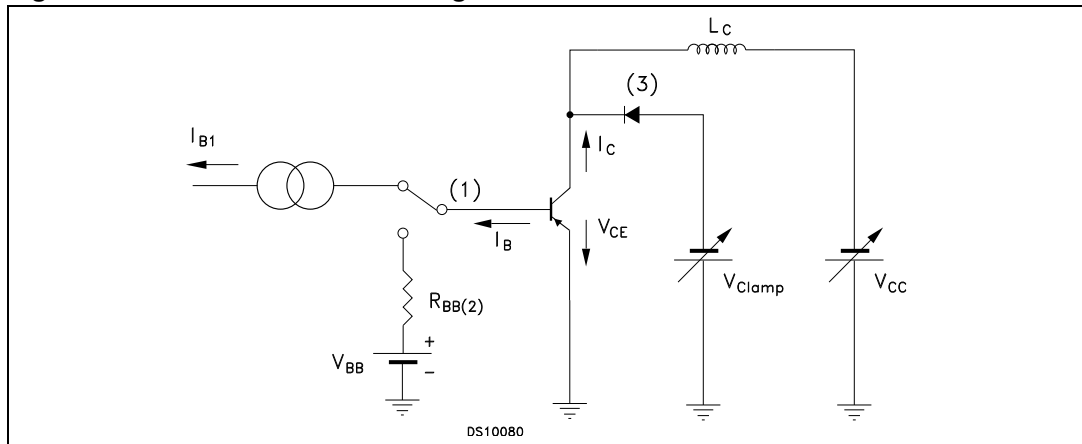 L_C
(3)
I_B1
I_C
(1)
V_CE
I_B
V_Clamp
V_CC
R_BB(2)
+
V_BB
–
DS10080